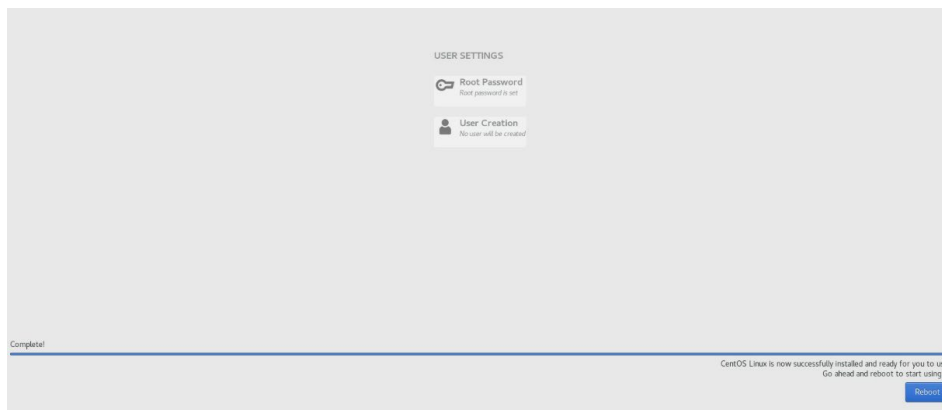 USER SETTINGS
Root Password
Root password is set
User Creation
No user will be created
Complete!
CentOS Linux is now successfully installed and ready for you to us
Go ahead and reboot to start using
Reboot